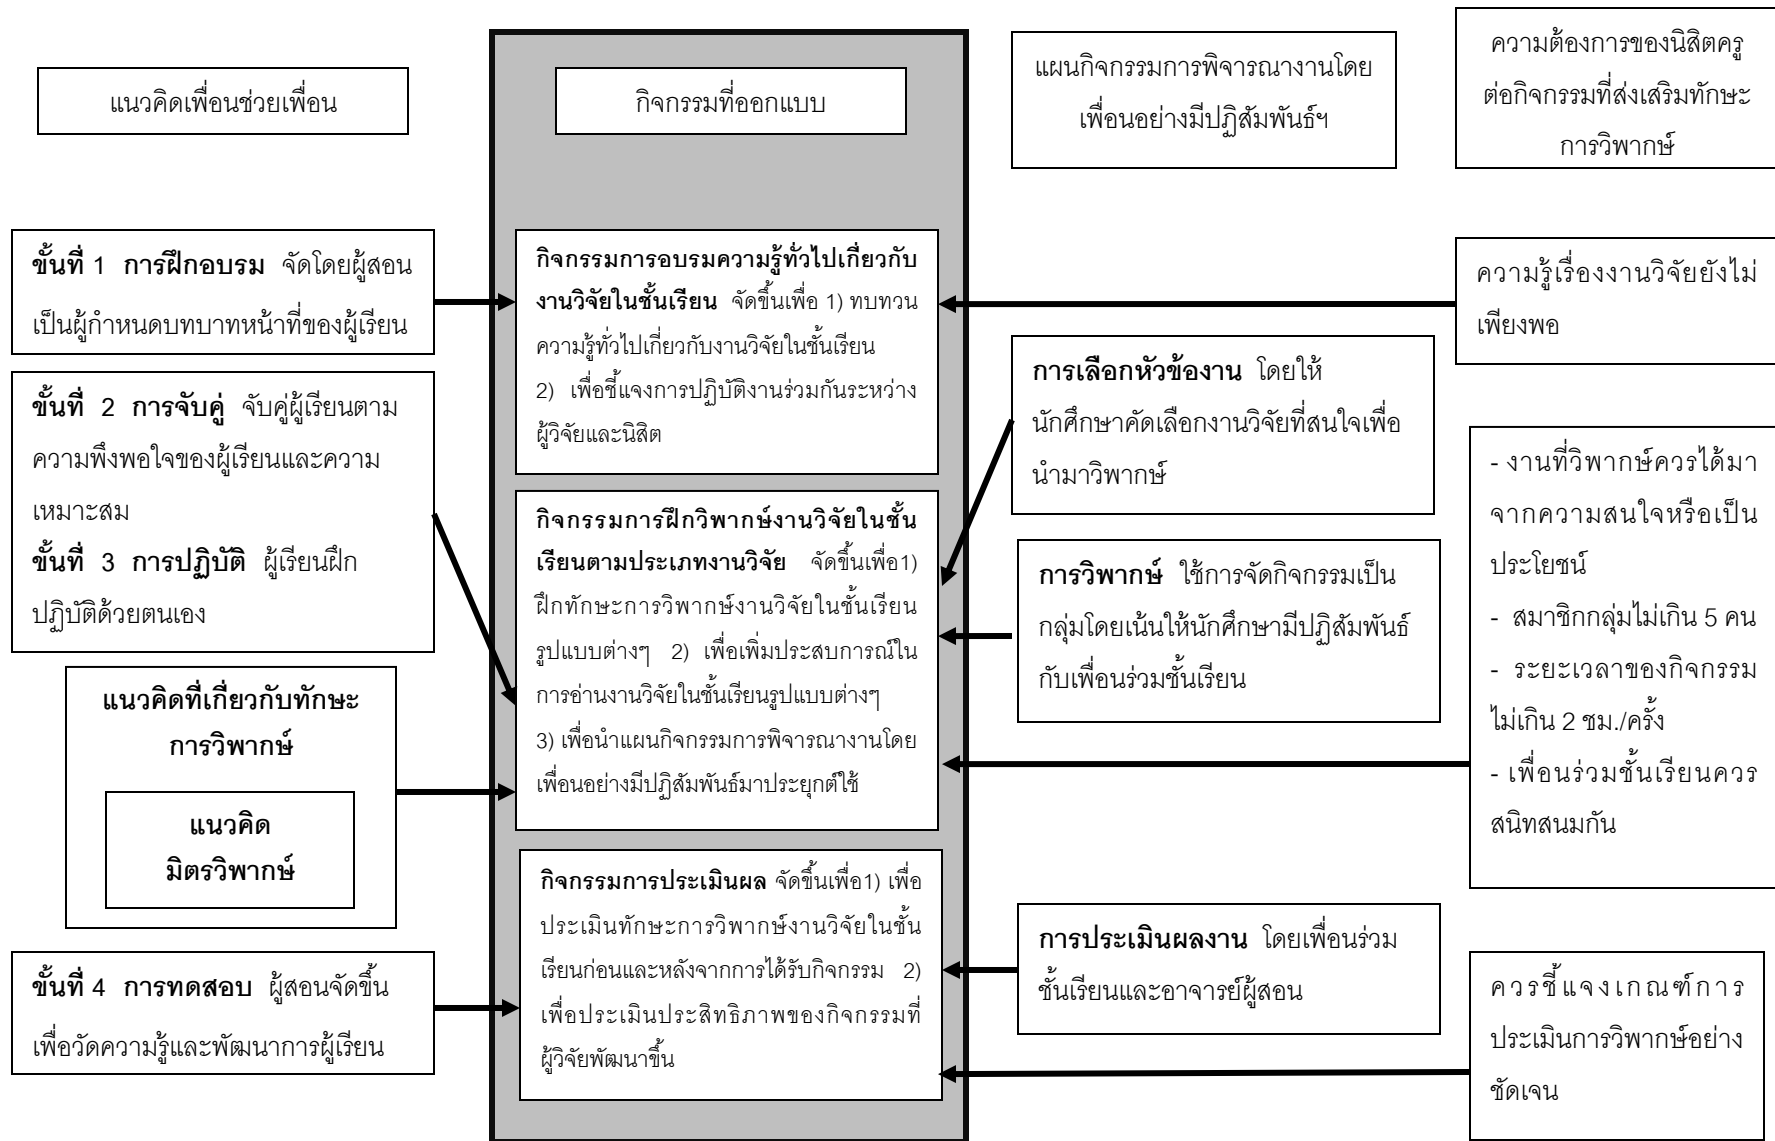 แนวคิดเพื่อนช่วยเพื่อน
กิจกรรมที่ออกแบบ
แผนกิจกรรมการพิจารณางานโดย
เพื่อนอย่างมีปฏิสัมพันธ์ฯ
ความต้องการของนิสิตครู
ต่อกิจกรรมที่ส่งเสริมทักษะ
การวิพากษ์
ขั้นที่ 1 การฝึกอบรม จัดโดยผู้สอน
เป็นผู้กำหนดบทบาทหน้าที่ของผู้เรียน
ขั้นที่ 2 การจับคู่ จับคู่ผู้เรียนตาม
ความพึงพอใจของผู้เรียนและความ
เหมาะสม
ขั้นที่ 3 การปฏิบัติ ผู้เรียนฝึก
ปฏิบัติด้วยตนเอง
แนวคิดที่เกี่ยวกับทักษะ
การวิพากษ์
แนวคิด
มิตรวิพากษ์
ขั้นที่ 4 การทดสอบ ผู้สอนจัดขึ้น
เพื่อวัดความรู้และพัฒนาการผู้เรียน
กิจกรรมการอบรมความรู้ทั่วไปเกี่ยวกับ
งานวิจัยในชั้นเรียน จัดขึ้นเพื่อ 1) ทบทวน
ความรู้ทั่วไปเกี่ยวกับงานวิจัยในชั้นเรียน
2) เพื่อชี้แจงการปฏิบัติงานร่วมกันระหว่าง
ผู้วิจัยและนิสิต
กิจกรรมการฝึกวิพากษ์งานวิจัยในชั้น
เรียนตามประเภทงานวิจัย จัดขึ้นเพื่อ1)
ฝึกทักษะการวิพากษ์งานวิจัยในชั้นเรียน
รูปแบบต่างๆ 2) เพื่อเพิ่มประสบการณ์ใน
การอ่านงานวิจัยในชั้นเรียนรูปแบบต่างๆ
3) เพื่อนำแผนกิจกรรมการพิจารณางานโดย
เพื่อนอย่างมีปฏิสัมพันธ์มาประยุกต์ใช้
กิจกรรมการประเมินผล จัดขึ้นเพื่อ1) เพื่อ
ประเมินทักษะการวิพากษ์งานวิจัยในชั้น
เรียนก่อนและหลังจากการได้รับกิจกรรม 2)
เพื่อประเมินประสิทธิภาพของกิจกรรมที่
ผู้วิจัยพัฒนาขึ้น
การเลือกหัวข้องาน โดยให้
นักศึกษาคัดเลือกงานวิจัยที่สนใจเพื่อ
นำมาวิพากษ์
การวิพากษ์ ใช้การจัดกิจกรรมเป็น
กลุ่มโดยเน้นให้นักศึกษามีปฏิสัมพันธ์
กับเพื่อนร่วมชั้นเรียน
การประเมินผลงาน โดยเพื่อนร่วม
ชั้นเรียนและอาจารย์ผู้สอน
ความรู้เรื่องงานวิจัยยังไม่
เพียงพอ
- งานที่วิพากษ์ควรได้มา
จากความสนใจหรือเป็น
ประโยชน์
- สมาชิกกลุ่มไม่เกิน 5 คน
- ระยะเวลาของกิจกรรม
ไม่เกิน 2 ชม./ครั้ง
- เพื่อนร่วมชั้นเรียนควร
สนิทสนมกัน
ควรชี้แจงเกณฑ์การ
ประเมินการวิพากษ์อย่าง
ชัดเจน